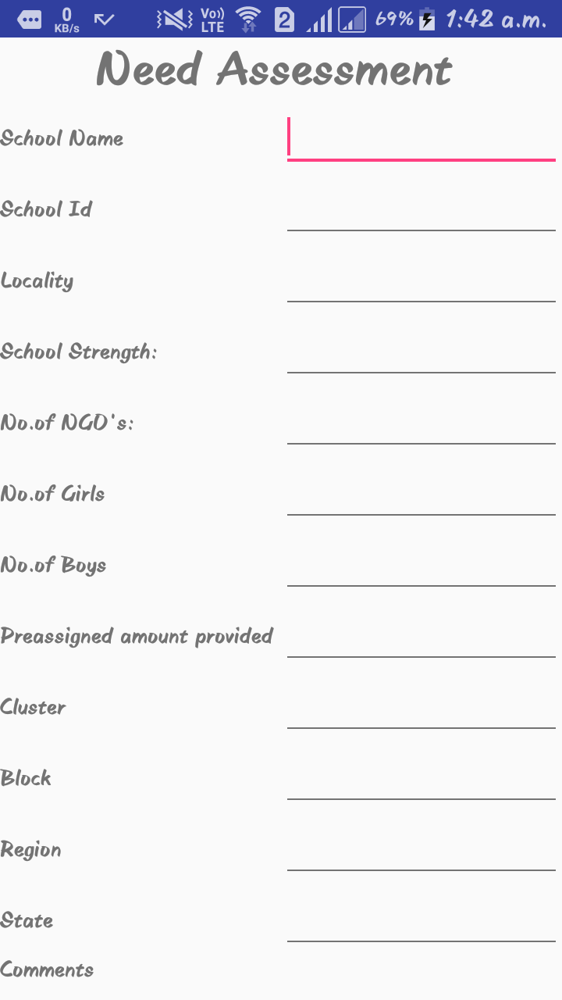 0 KB/s Vo)) LTE 2 69% 1:42 a.m.
Need Assessment
School Name
School Id
Locality
School Strength:
No.of NGO's:
No.of Girls
No.of Boys
Preassigned amount provided
Cluster
Block
Region
State
Comments